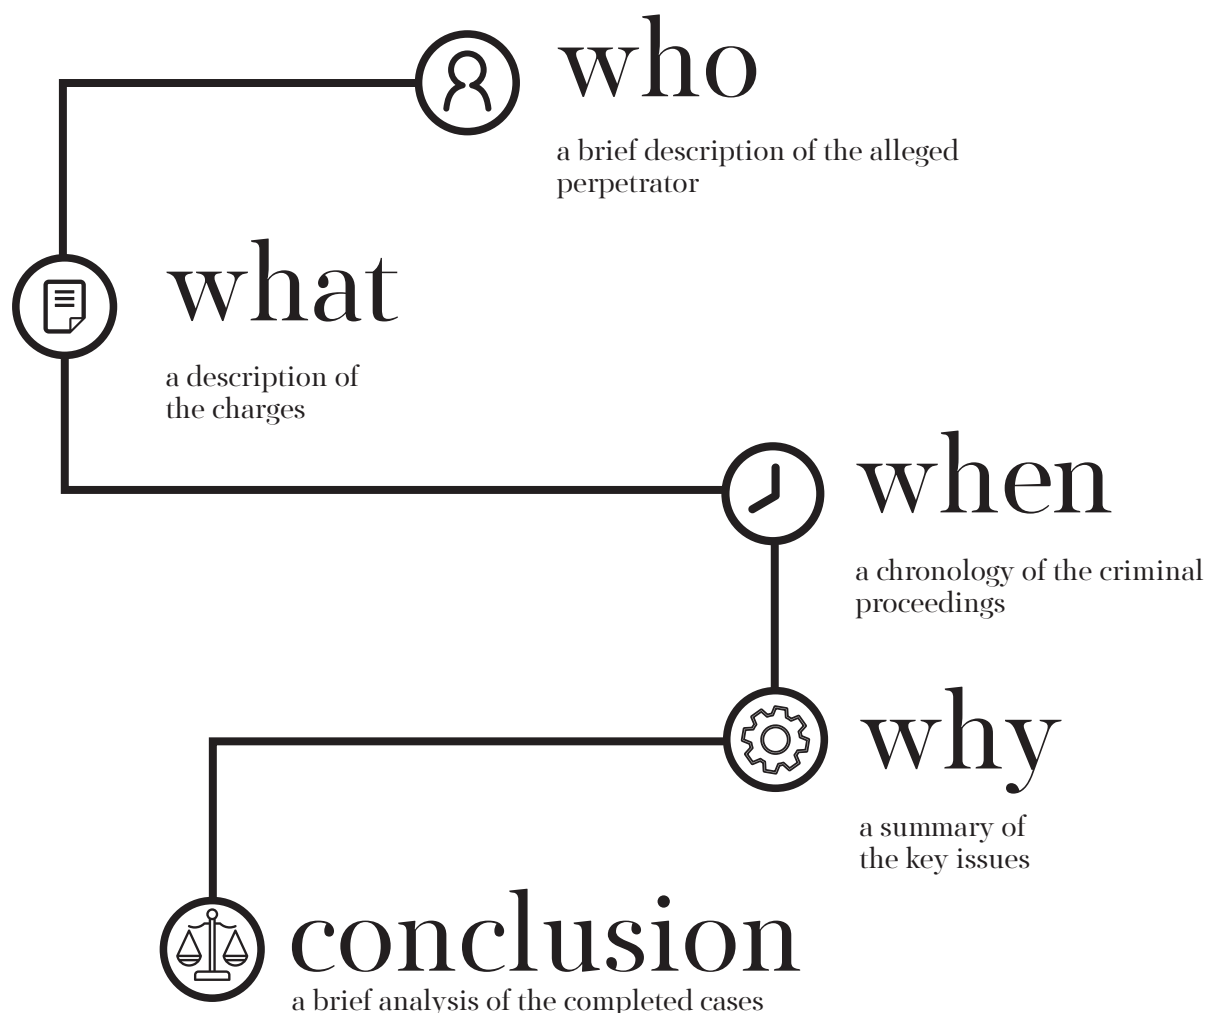 who
a brief description of the alleged
perpetrator
what
a description of
the charges
when
a chronology of the criminal
proceedings
why
a summary of
the key issues
conclusion
a brief analysis of the completed cases